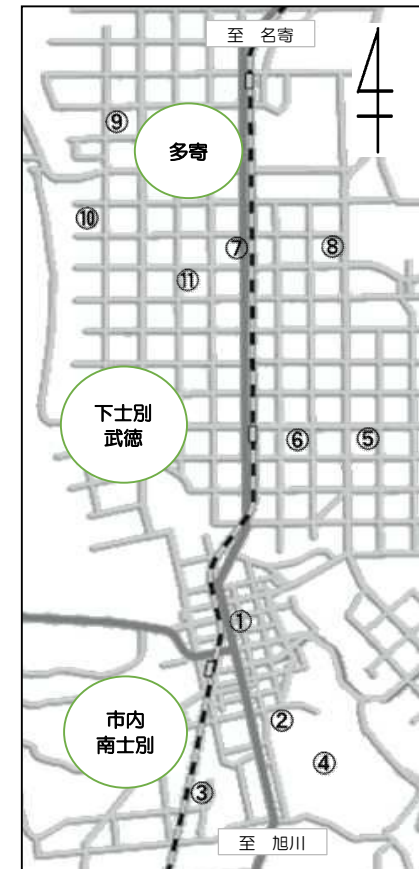 至 名寄
⑨
多寄
⑩
⑦
⑧
⑪
下士別
武徳
⑥
⑤
①
市内
南士別
②
④
③
至 旭川